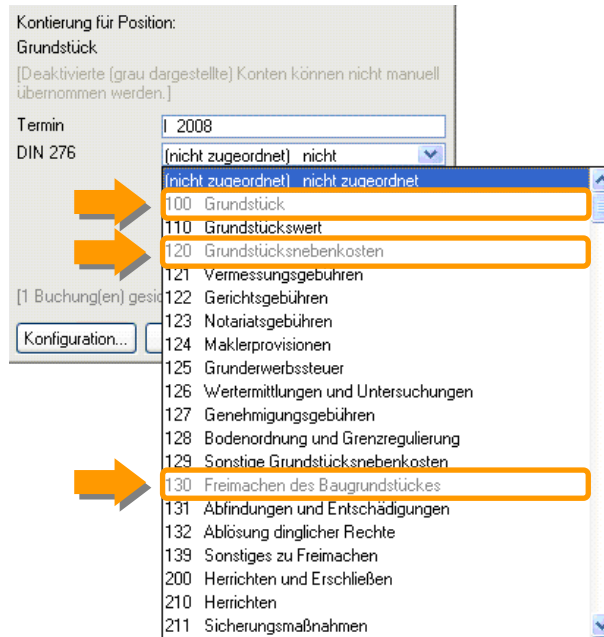 Kontierung für Position:
Grundstück
[Deaktivierte (grau dargestellte) Konten können nicht manuell
übernommen werden.]
Termin I 2008
DIN 276 (nicht zugeordnet) nicht
(nicht zugeordnet) nicht zugeordnet
100 Grundstück
110 Grundstückswert
120 Grundstücksnebenkosten
121 Vermessungsgebühren
[1 Buchung(en) 122 Gerichtsgebühren
123 Notariatsgebühren
Konfiguration... 124 Maklerprovisionen
125 Grunderwerbssteuer
126 Wertermittlungen und Untersuchungen
127 Genehmigungsgebühren
128 Bodenordnung und Grenzregulierung
129 Sonstige Grundstücksnebenkosten
130 Freimachen des Baugrundstückes
131 Abfindungen und Entschädigungen
132 Ablösung dinglicher Rechte
139 Sonstiges zu Freimachen
200 Herrichten und Erschließen
210 Herrichten
211 Sicherungsmaßnahmen